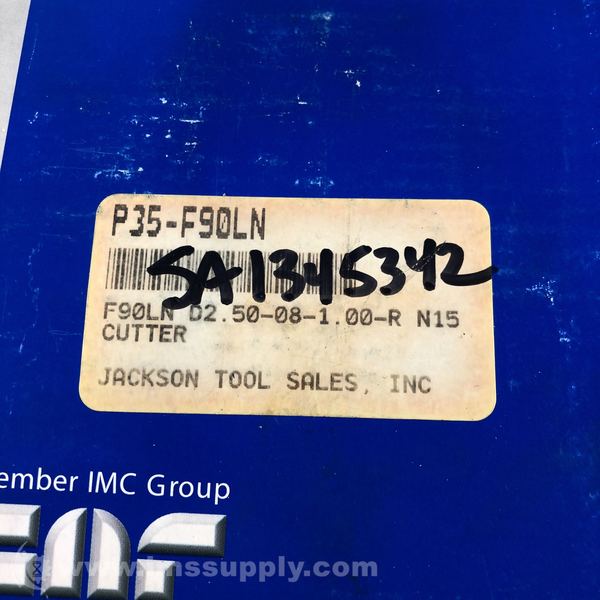 P35-F90LN
SA1345342
F90LN D2.50-08-1.00-R N15
CUTTER
JACKSON TOOL SALES, INC
ember IMC Group
www.imssupply.com